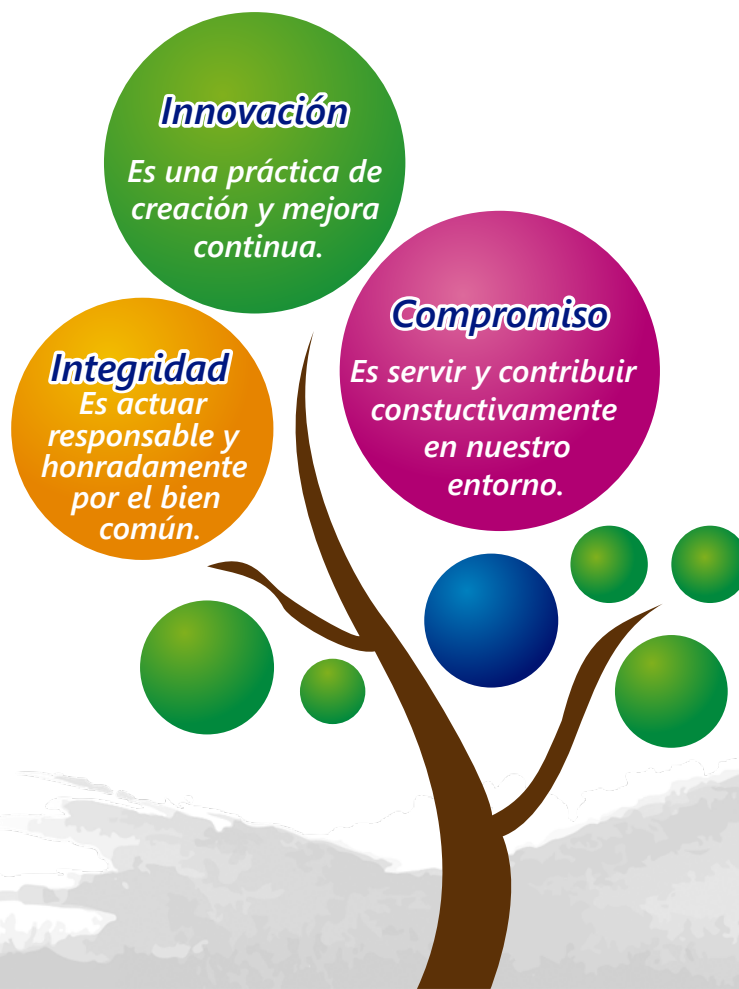 Innovación
Es una práctica de
creación y mejora
continua.
Compromiso
Es servir y contribuir
constuctivamente
en nuestro
entorno.
Integridad
Es actuar
responsable y
honradamente
por el bien
común.